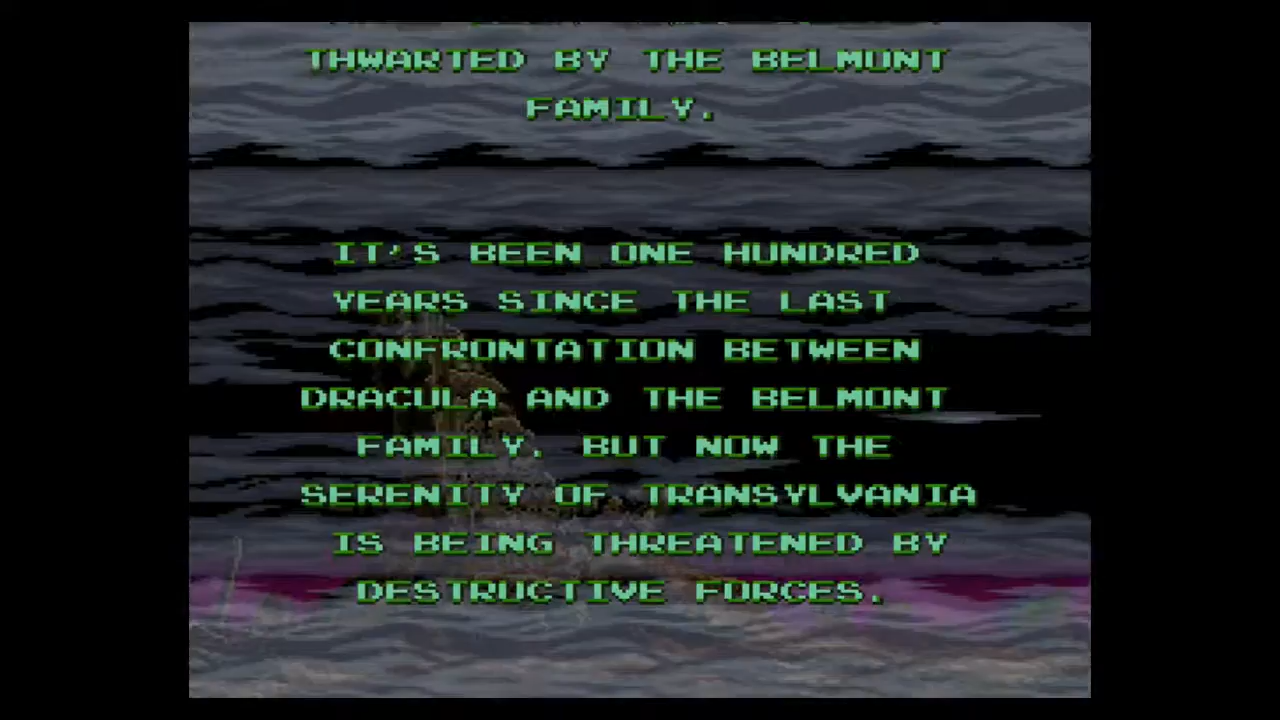 THWARTED BY THE BELMONT
FAMILY.
IT'S BEEN ONE HUNDRED
YEARS SINCE THE LAST
CONFRONTATION BETWEEN
DRACULA AND THE BELMONT
FAMILY. BUT NOW THE
SERENITY OF TRANSYLVANIA
IS BEING THREATENED BY
DESTRUCTIVE FORCES.